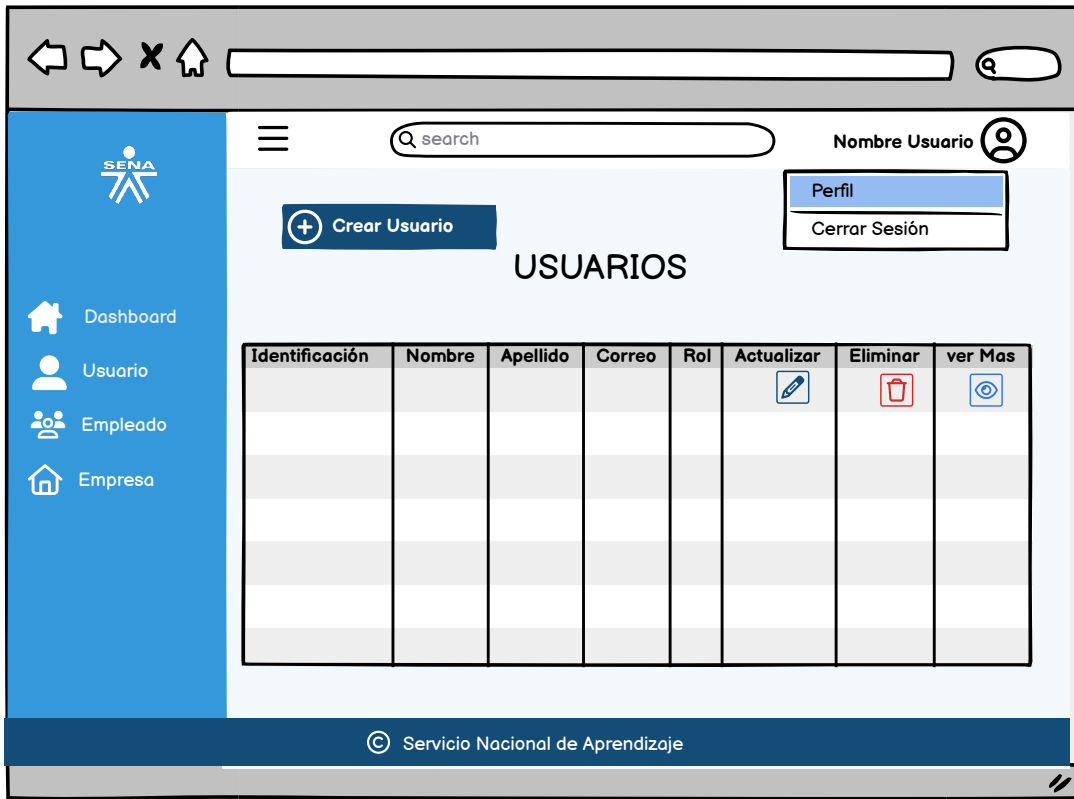 search
Nombre Usuario
SENA
Perfil
Cerrar Sesión
Crear Usuario
USUARIOS
Dashboard
Usuario
Empleado
Empresa
Identificación Nombre Apellido Correo Rol Actualizar Eliminar ver Mas
© Servicio Nacional de Aprendizaje